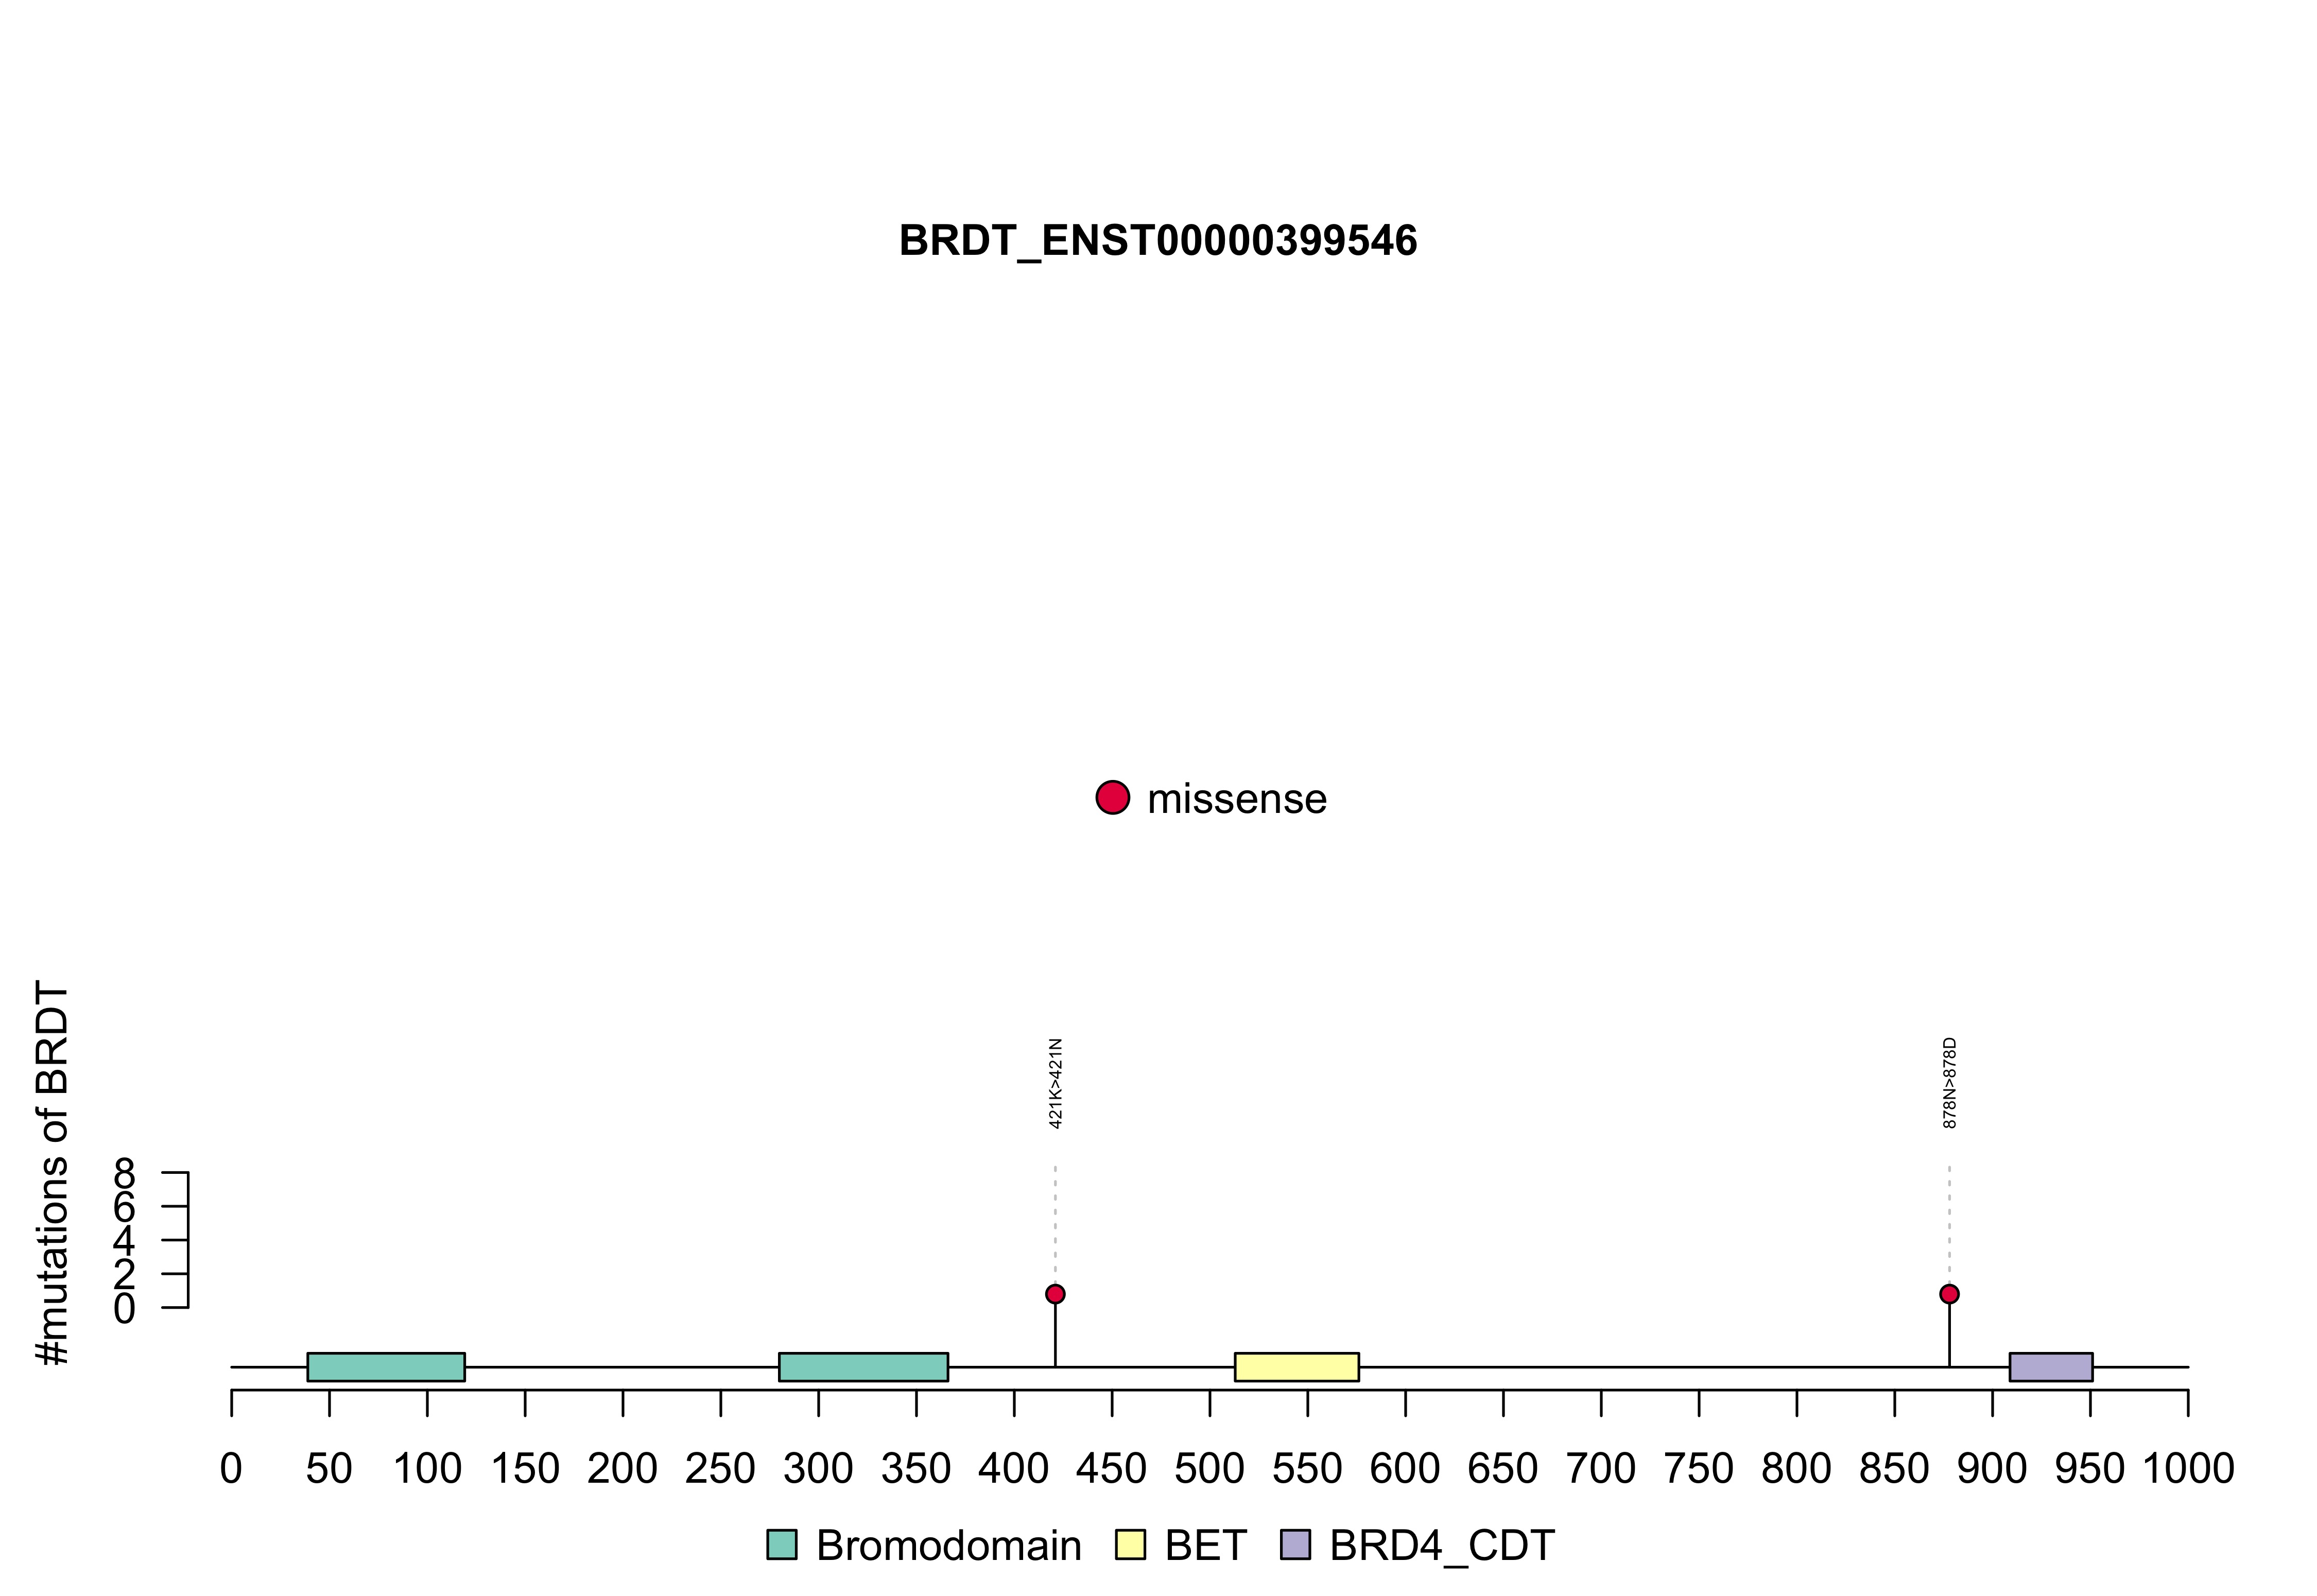 BRDT_ENST00000399546
missense
#mutations of BRDT
421K>421N
878N>878D
8
6
4
2
0
0 50 100 150 200 250 300 350 400 450 500 550 600 650 700 750 800 850 900 950 1000
Bromodomain BET BRD4_CDT